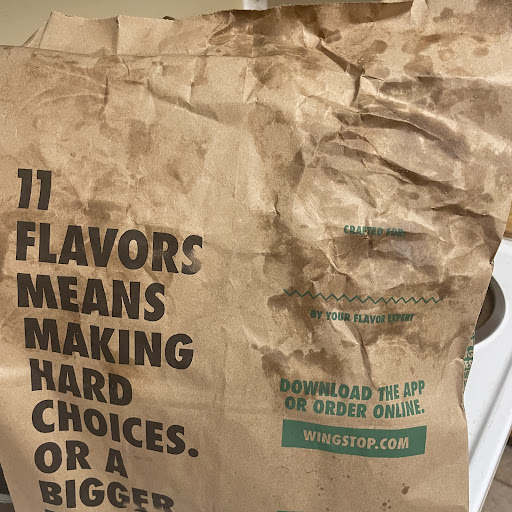 11
FLAVORS
MEANS
MAKING
HARD
CHOICES.
OR A
BIGGER
CRAFTED FOR:
BY YOUR FLAVOR EXPERT
DOWNLOAD THE APP
OR ORDER ONLINE.
WINGSTOP.COM